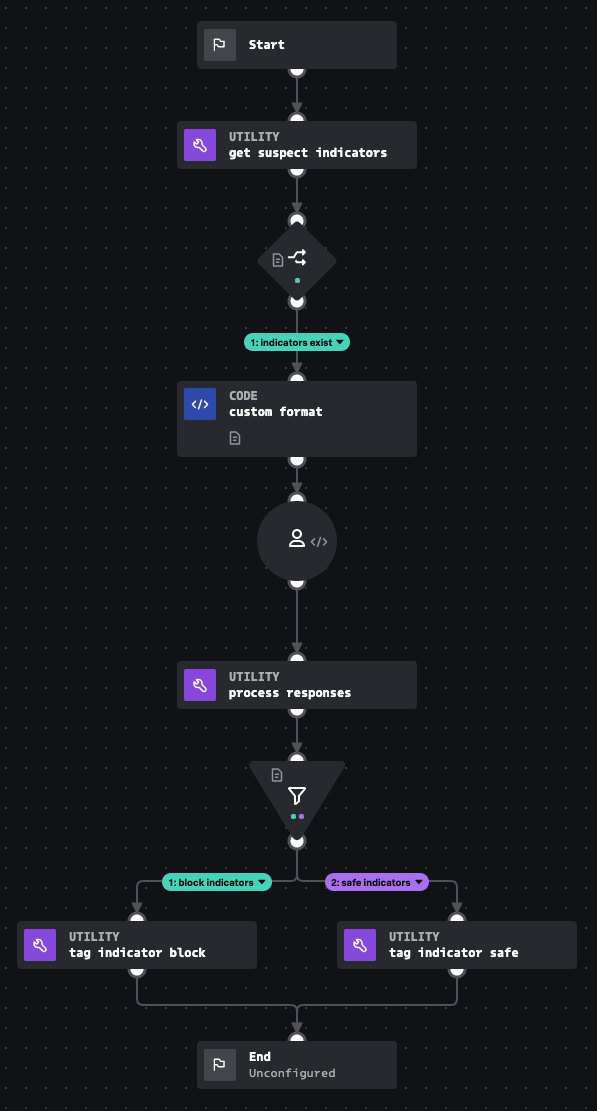 Start
UTILITY
get suspect indicators
1: indicators exist
CODE
custom format
UTILITY
process responses
1: block indicators
2: safe indicators
UTILITY
tag indicator block
UTILITY
tag indicator safe
End
Unconfigured